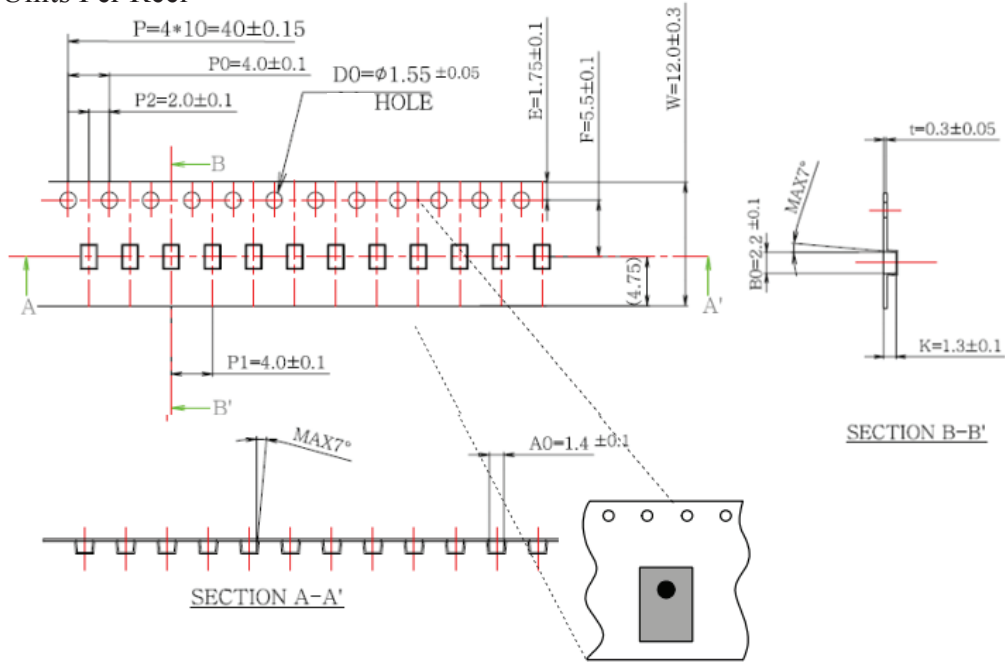 Units Per Reel
P=4*10=40±0.15
P0=4.0±0.1
P2=2.0±0.1
D0=ϕ1.55 ±0.05
HOLE
E=1.75±0.1
F=5.5±0.1
W=12.0±0.3
B
A
A'
(4.75)
P1=4.0±0.1
B'
t=0.3±0.05
MAX7°
B0=2.2 ±0.1
K=1.3±0.1
SECTION B-B'
MAX7°
A0=1.4 ±0.1
SECTION A-A'